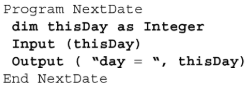 Program NextDate
dim thisDay as Integer
Input (thisDay)
Output ( “day = “, thisDay)
End NextDate